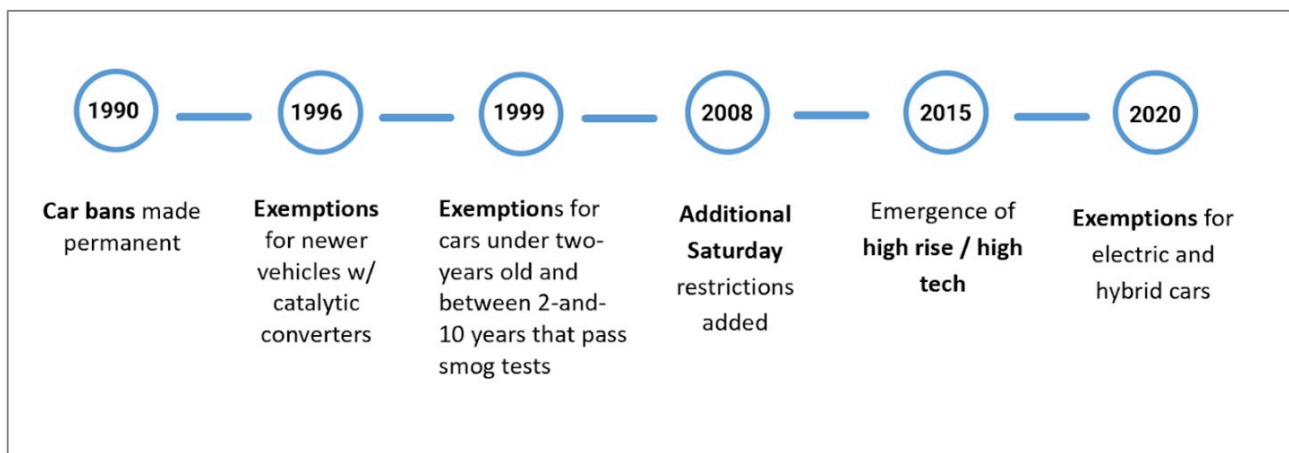 1990
1996
1999
2008
2015
2020
Car bans made
permanent
Exemptions
for newer
vehicles w/
catalytic
converters
Exemptions for
cars under two-
years old and
between 2-and-
10 years that pass
smog tests
Additional
Saturday
restrictions
added
Emergence of
high rise / high
tech
Exemptions for
electric and
hybrid cars